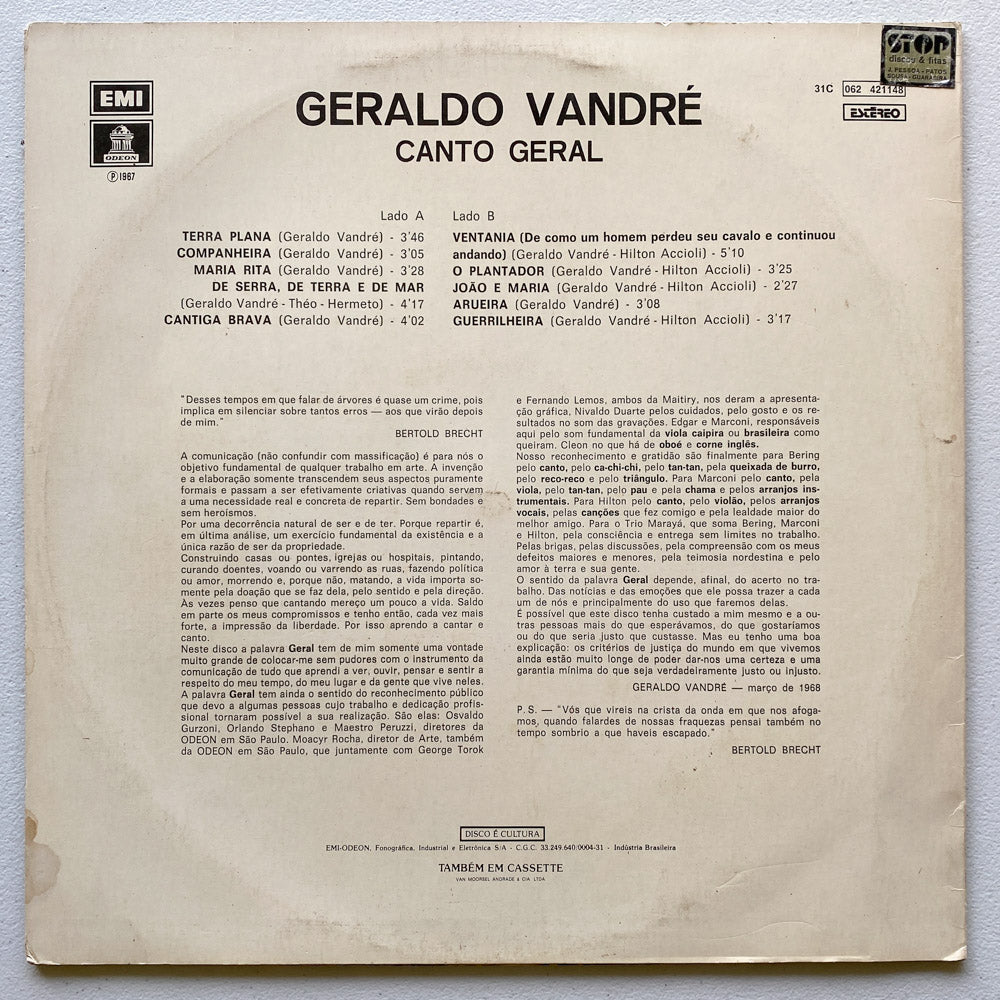 STOP
discos & fitas
J. PESSOA - PATOS
SOUSA - GUARABIRA
EMI
ODEON
Ⓟ 1967
31C 062 421148
ESTÉREO
GERALDO VANDRÉ
CANTO GERAL
Lado A
TERRA PLANA (Geraldo Vandré) - 3'46
COMPANHEIRA (Geraldo Vandré) - 3'05
MARIA RITA (Geraldo Vandré) - 3'28
DE SERRA, DE TERRA E DE MAR
(Geraldo Vandré - Théo - Hermeto) - 4'17
CANTIGA BRAVA (Geraldo Vandré) - 4'02
Lado B
VENTANIA (De como um homem perdeu seu cavalo e continuou
andando) (Geraldo Vandré - Hilton Accioli) - 5'10
O PLANTADOR (Geraldo Vandré - Hilton Accioli) - 3'25
JOÃO E MARIA (Geraldo Vandré - Hilton Accioli) - 2'27
ARUEIRA (Geraldo Vandré) - 3'08
GUERRILHEIRA (Geraldo Vandré - Hilton Accioli) - 3'17
"Desses tempos em que falar de árvores é quase um crime, pois
implica em silenciar sobre tantos erros — aos que virão depois
de mim."
BERTOLD BRECHT
A comunicação (não confundir com massificação) é para nós o
objetivo fundamental de qualquer trabalho em arte. A invenção
e a elaboração somente transcendem seus aspectos puramente
formais e passam a ser efetivamente criativas quando servem
a uma necessidade real e concreta de repartir. Sem bondades e
sem heroísmos.
Por uma decorrência natural de ser e de ter. Porque repartir é,
em última análise, um exercício fundamental da existência e a
única razão de ser da propriedade.
Construindo casas ou pontes, igrejas ou hospitais, pintando,
curando doentes, voando ou varrendo as ruas, fazendo política
ou amor, morrendo e, porque não, matando, a vida importa so-
mente pela doação que se faz dela, pelo sentido e pela direção.
Às vezes penso que cantando mereço um pouco a vida. Saldo
em parte os meus compromissos e tenho então, cada vez mais
forte, a impressão da liberdade. Por isso aprendo a cantar e
canto.
Neste disco a palavra Geral tem de mim somente uma vontade
muito grande de colocar-me sem pudores com o instrumento da
comunicação de tudo que aprendi a ver, ouvir, pensar e sentir a
respeito do meu tempo, do meu lugar e da gente que vive neles.
A palavra Geral tem ainda o sentido do reconhecimento público
que devo a algumas pessoas cujo trabalho e dedicação profis-
sional tornaram possível a sua realização. São elas: Osvaldo
Gurzoni, Orlando Stephano e Maestro Peruzzi, diretores da
ODEON em São Paulo. Moacyr Rocha, diretor de Arte, também
da ODEON em São Paulo, que juntamente com George Torok
e Fernando Lemos, ambos da Maitiry, nos deram a apresenta-
ção gráfica, Nivaldo Duarte pelos cuidados, pelo gosto e os re-
sultados no som das gravações. Edgar e Marconi, responsáveis
aqui pelo som fundamental da viola caipira ou brasileira como
queiram. Cleon no que há de oboé e corne inglês.
Nosso reconhecimento e gratidão são finalmente para Bering
pelo canto, pelo ca-chi-chi, pelo tan-tan, pela queixada de burro,
pelo reco-reco e pelo triângulo. Para Marconi pelo canto, pela
viola, pelo tan-tan, pelo pau e pela chama e pelos arranjos ins-
trumentais. Para Hilton pelo canto, pelo violão, pelos arranjos
vocais, pelas canções que fez comigo e pela lealdade maior do
melhor amigo. Para o Trio Marayá, que soma Bering, Marconi
e Hilton, pela consciência e entrega sem limites no trabalho.
Pelas brigas, pelas discussões, pela compreensão com os meus
defeitos maiores e menores, pela teimosia nordestina e pelo
amor à terra e sua gente.
O sentido da palavra Geral depende, afinal, do acerto no tra-
balho. Das notícias e das emoções que ele possa trazer a cada
um de nós e principalmente do uso que faremos delas.
É possível que este disco tenha custado a mim mesmo e a ou-
tras pessoas mais do que esperávamos, do que gostaríamos
ou do que seria justo que custasse. Mas eu tenho uma boa
explicação: os critérios de justiça do mundo em que vivemos
ainda estão muito longe de poder dar-nos uma certeza e uma
garantia mínima do que seja verdadeiramente justo ou injusto.
GERALDO VANDRÉ — março de 1968
P.S. — "Vós que vireis na crista da onda em que nos afoga-
mos, quando falardes de nossas fraquezas pensai também no
tempo sombrio a que haveis escapado."
BERTOLD BRECHT
DISCO É CULTURA
EMI-ODEON, Fonográfica, Industrial e Eletrônica S/A - C.G.C. 33.249.640/0004-31 - Indústria Brasileira
TAMBÉM EM CASSETTE
VAN MOORSEL ANDRADE & CIA. LTDA.